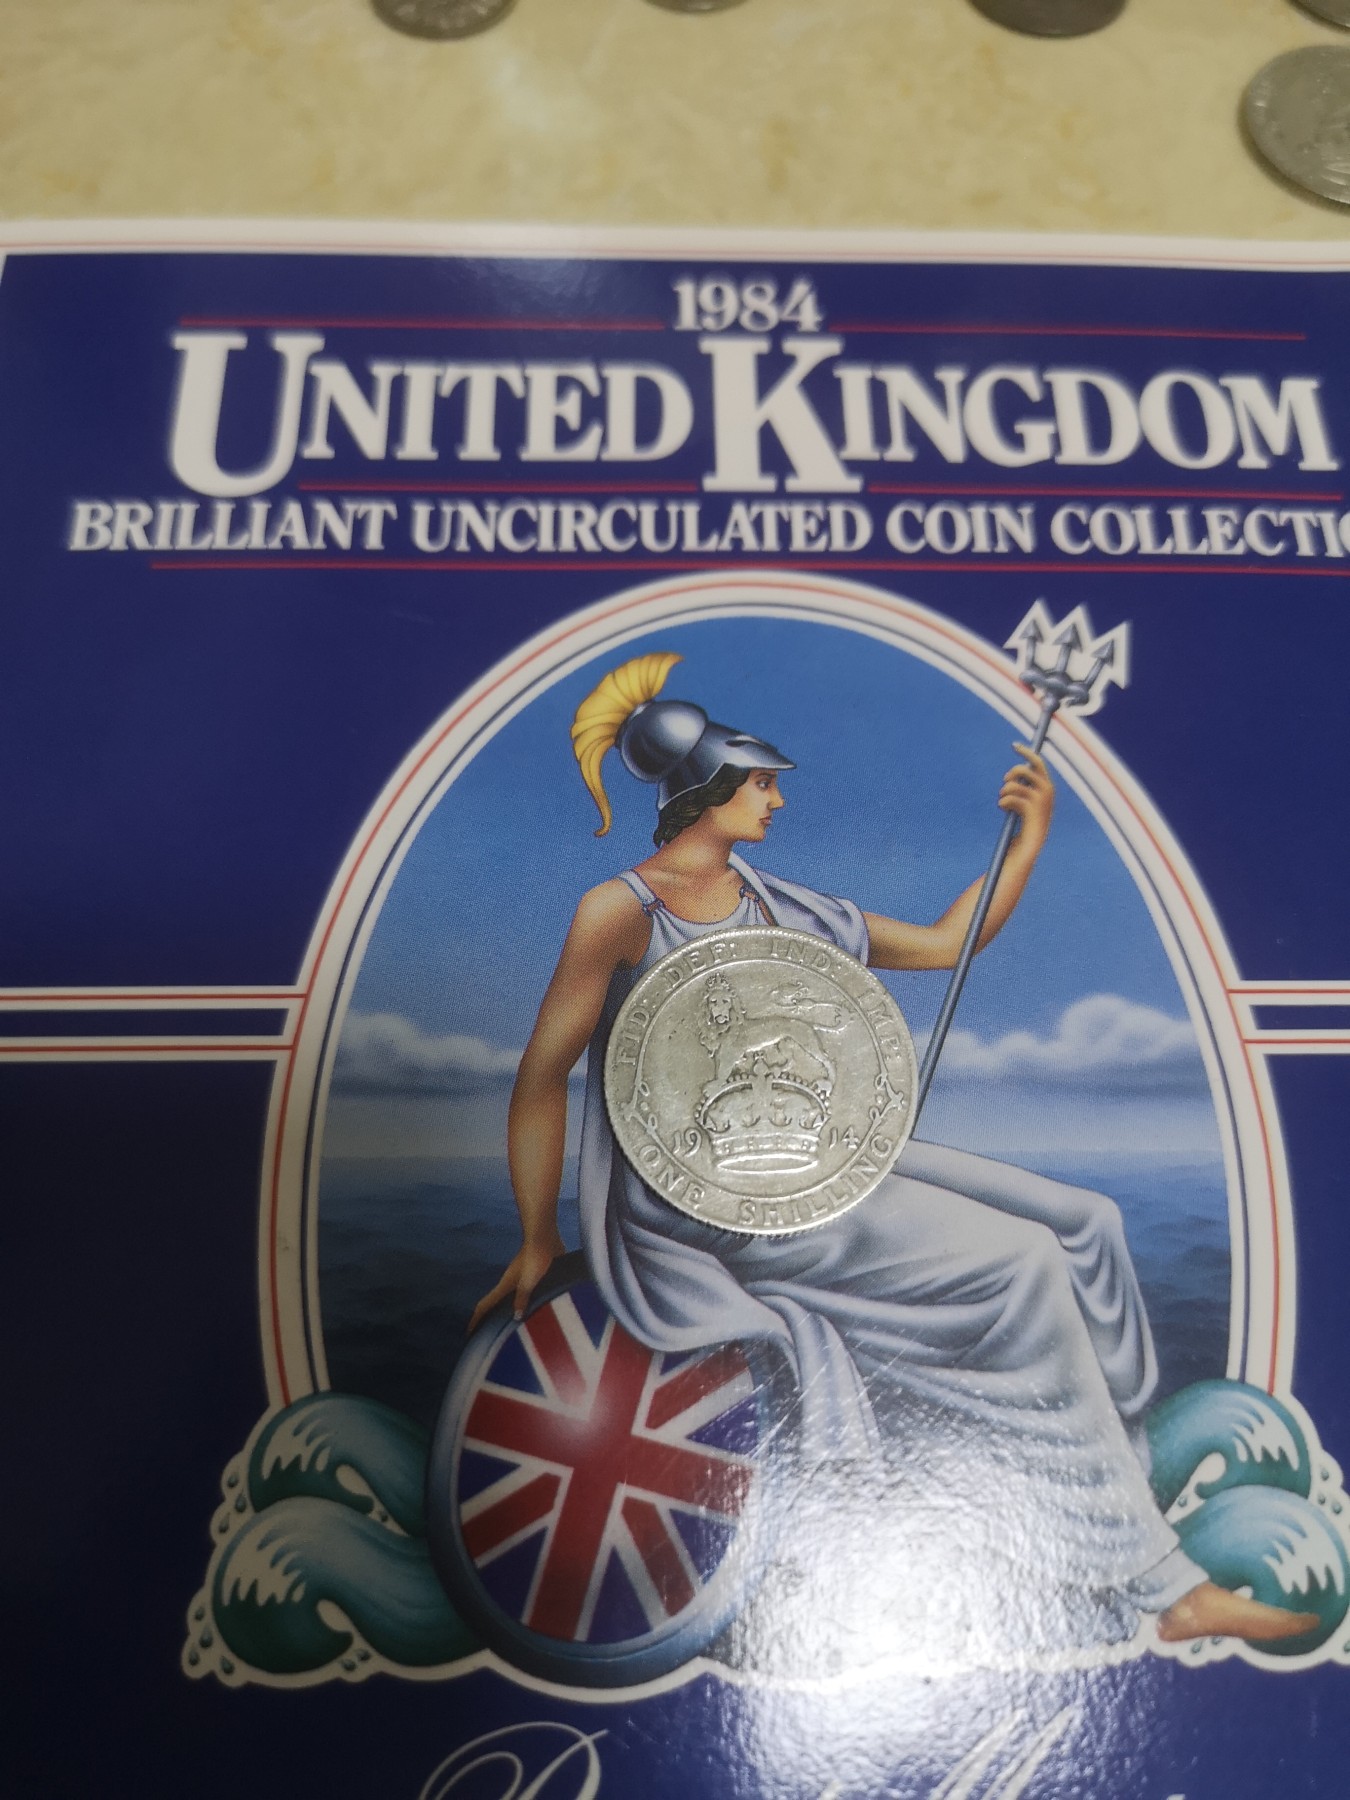 1984
UNITED KINGDOM
BRILLIANT UNCIRCULATED COIN COLLECTIO
FID: DEF: IND: IMP:
19 14
ONE SHILLING